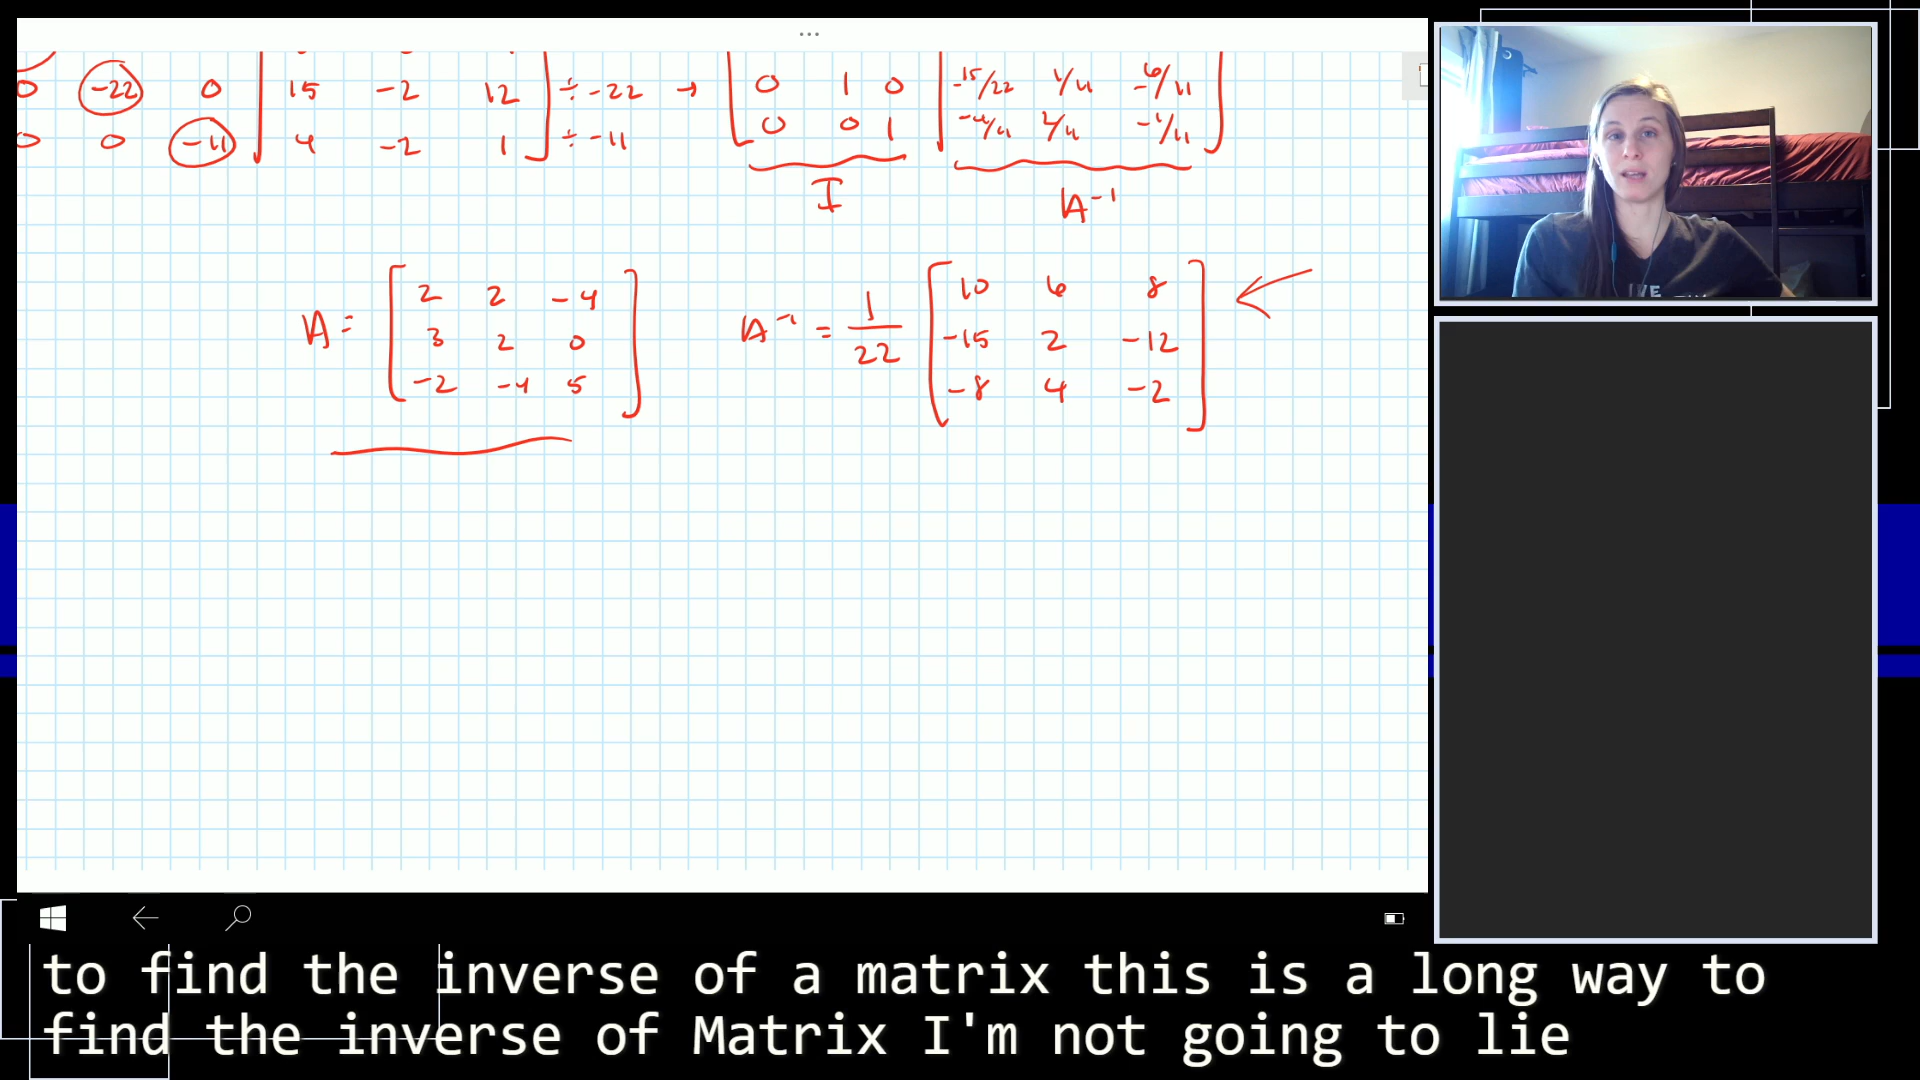 0 -22 0 | 15 -2 12 ] ÷ -22 → [ 0 1 0 | -15/22 1/11 -6/11 ]
0 0 -11 | 4 -2 1 ] ÷ -11 [ 0 0 1 | -4/11 2/11 -1/11 ]
I A⁻¹
A = [ 2 2 -4
3 2 0
-2 -4 5 ]
A⁻¹ = 1/22 [ 10 6 8
-15 2 -12
-8 4 -2 ]
to find the inverse of a matrix this is a long way to
find the inverse of Matrix I'm not going to lie